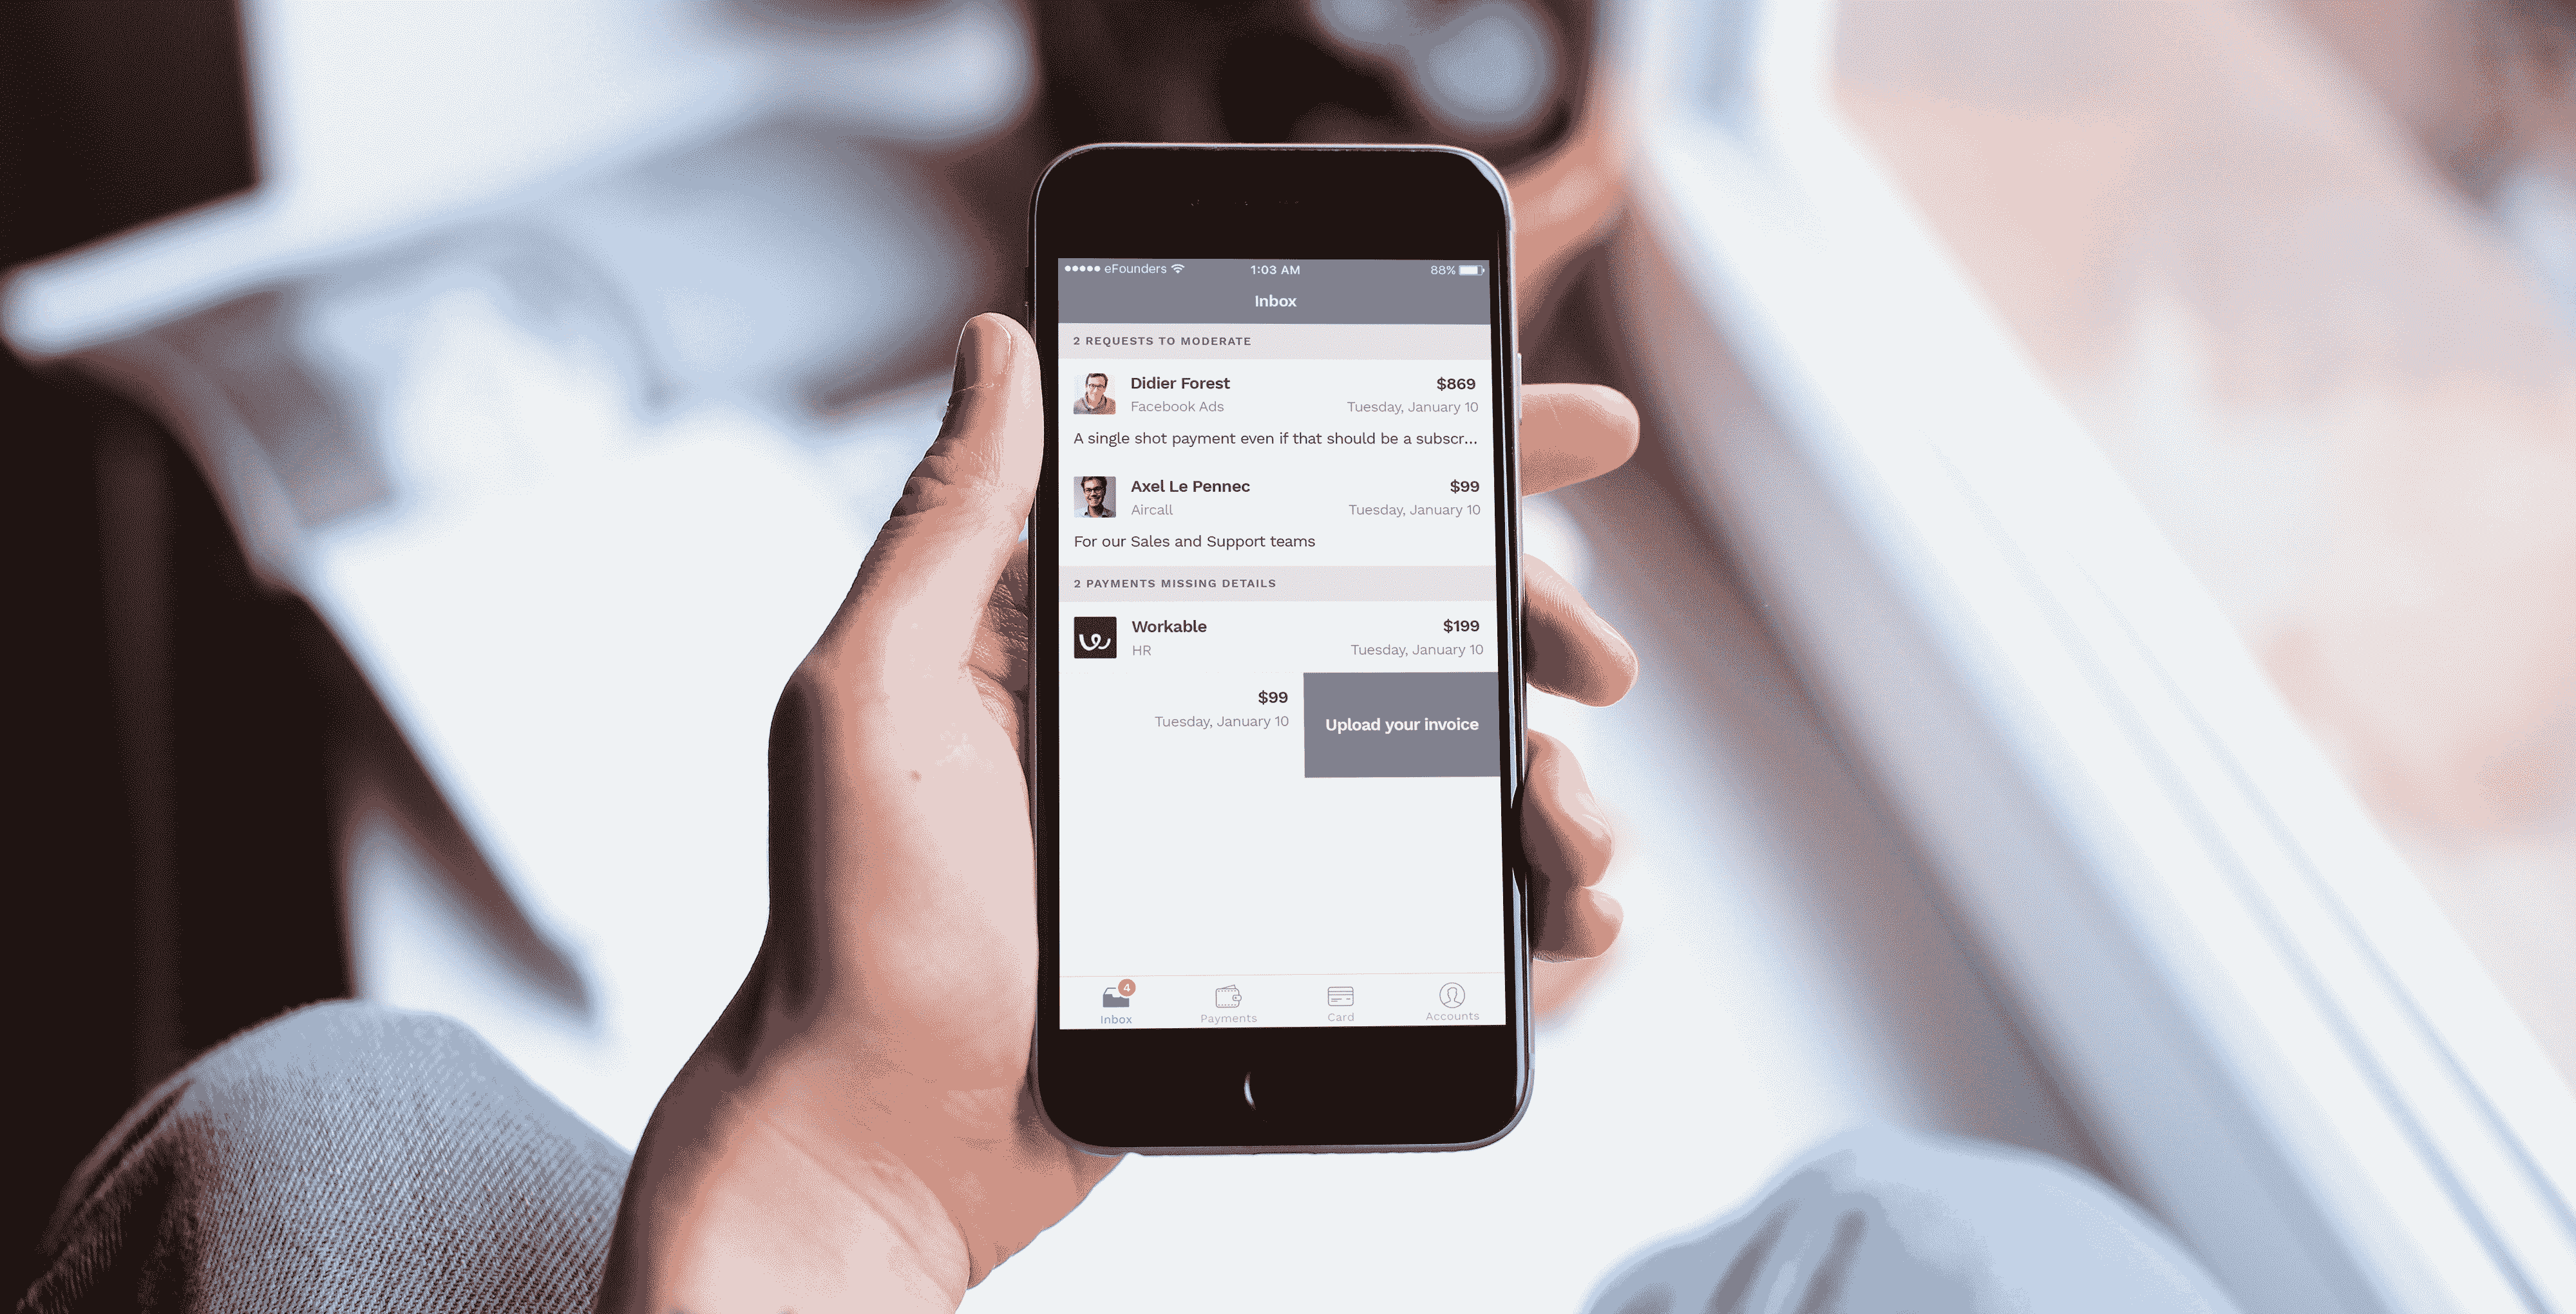 eFounders 1:03 AM 88%
Inbox
2 REQUESTS TO MODERATE
Didier Forest $869
Facebook Ads Tuesday, January 10
A single shot payment even if that should be a subscr...
Axel Le Pennec $99
Aircall Tuesday, January 10
For our Sales and Support teams
2 PAYMENTS MISSING DETAILS
Workable $199
HR Tuesday, January 10
$99
Tuesday, January 10
Upload your invoice
4
Inbox Payments Card Accounts